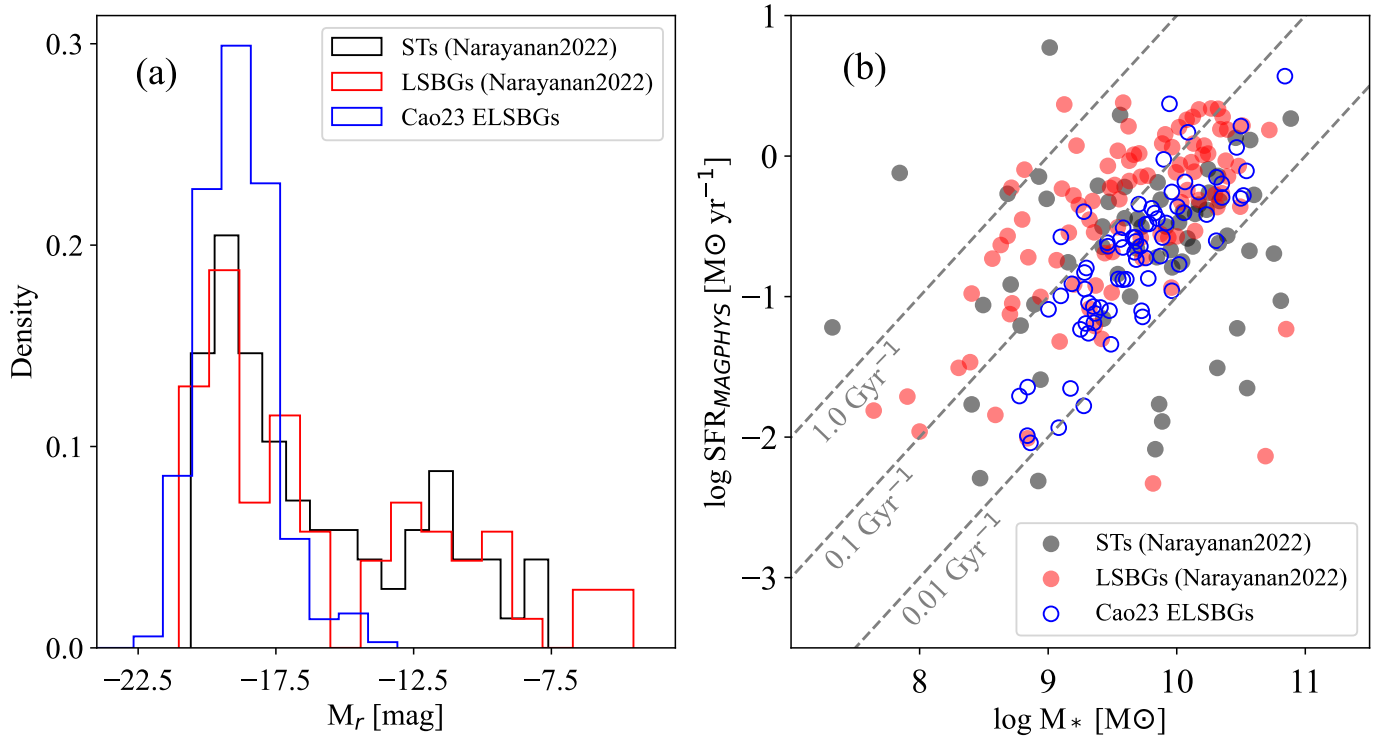 (a)
STs (Narayanan2022)
LSBGs (Narayanan2022)
Cao23 ELSBGs
Density
0.3
0.2
0.1
0.0
−22.5 −17.5 −12.5 −7.5
M_r [mag]
(b)
log SFR_MAGPHYS [M⊙ yr⁻¹]
1
0
−1
−2
−3
1.0 Gyr⁻¹
0.1 Gyr⁻¹
0.01 Gyr⁻¹
STs (Narayanan2022)
LSBGs (Narayanan2022)
Cao23 ELSBGs
8 9 10 11
log M∗ [M⊙]